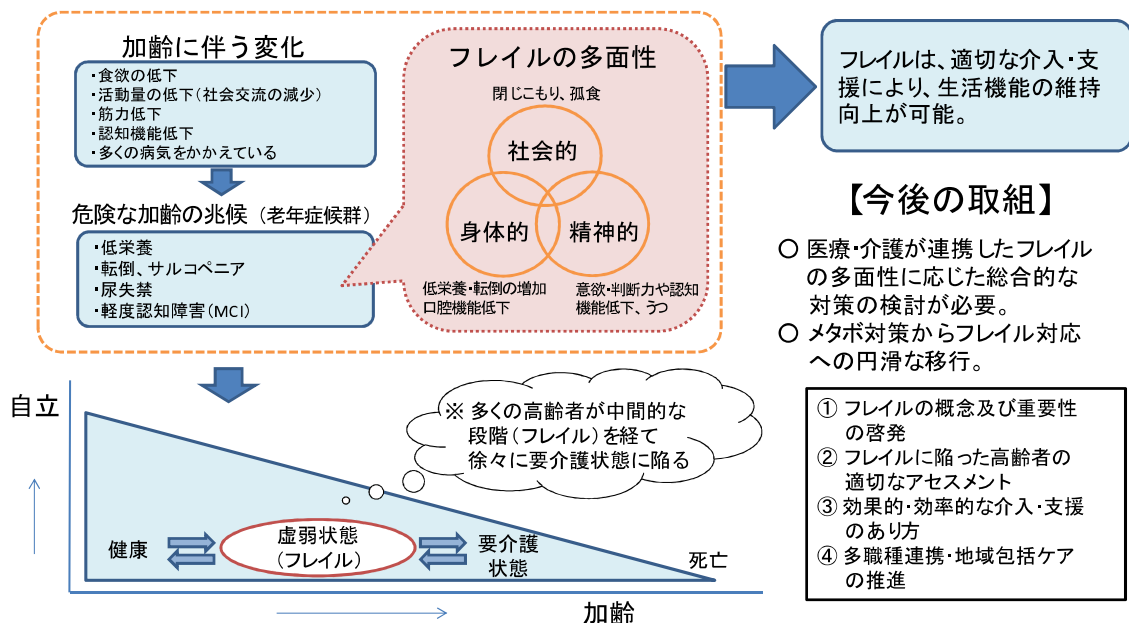 加齢に伴う変化
・食欲の低下
・活動量の低下(社会交流の減少)
・筋力低下
・認知機能低下
・多くの病気をかかえている
危険な加齢の兆候 (老年症候群)
・低栄養
・転倒、サルコペニア
・尿失禁
・軽度認知障害(MCI)
フレイルの多面性
閉じこもり、孤食
社会的
身体的
精神的
低栄養・転倒の増加
口腔機能低下
意欲・判断力や認知
機能低下、うつ
フレイルは、適切な介入・支
援により、生活機能の維持
向上が可能。
【今後の取組】
○ 医療・介護が連携したフレイル
の多面性に応じた総合的な
対策の検討が必要。
○ メタボ対策からフレイル対応
への円滑な移行。
① フレイルの概念及び重要性
の啓発
② フレイルに陥った高齢者の
適切なアセスメント
③ 効果的・効率的な介入・支援
のあり方
④ 多職種連携・地域包括ケア
の推進
自立
※ 多くの高齢者が中間的な
段階(フレイル)を経て
徐々に要介護状態に陥る
健康
虚弱状態
(フレイル)
要介護
状態
死亡
加齢